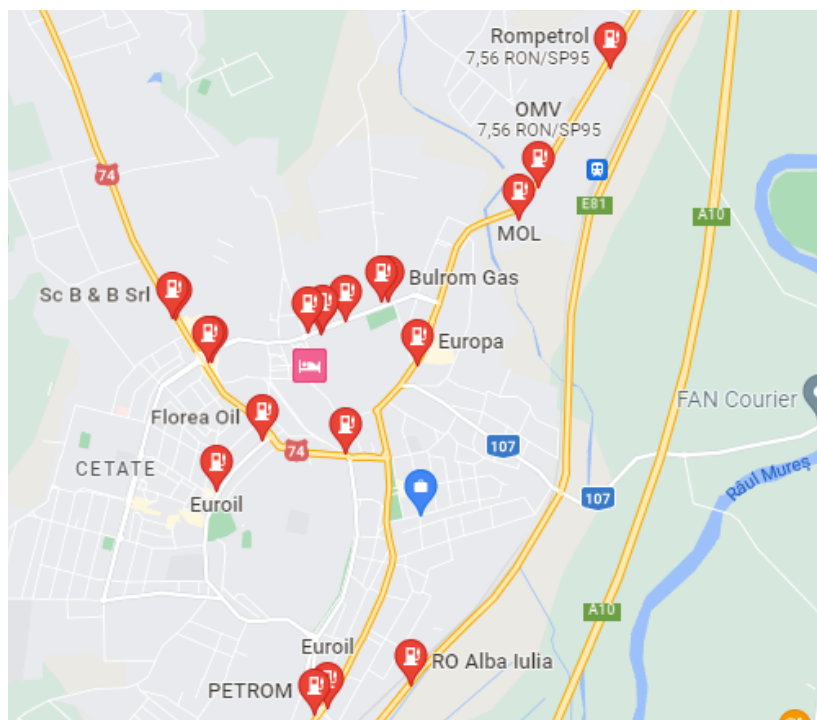 Rompetrol
7,56 RON/SP95
OMV
7,56 RON/SP95
74
E81
A10
MOL
Sc B & B Srl
Bulrom Gas
Europa
FAN Courier
Florea Oil
107
74
CETATE
Râul Mureș
Euroil
107
A10
Euroil
RO Alba Iulia
PETROM